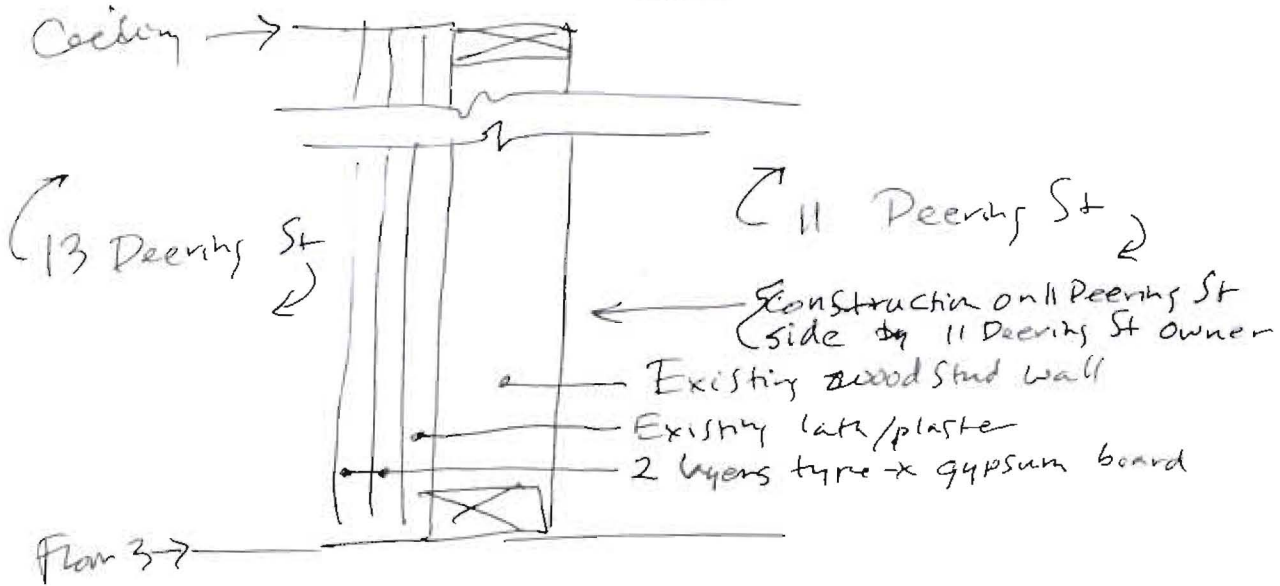 Ceiling
13 Deering St
11 Deering St
Construction on 11 Deering St
side by 11 Deering St owner
Existing wood stud wall
Existing lath/plaster
2 layers type-x gypsum board
Floor 3